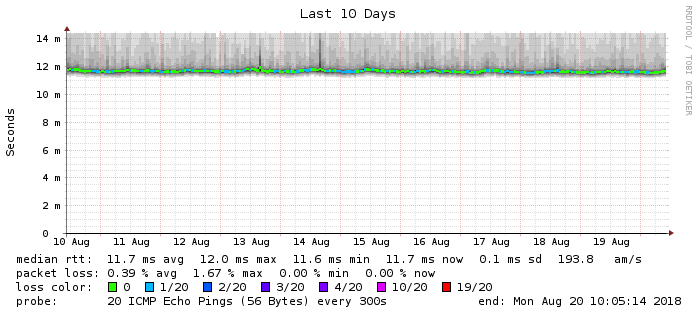 Last 10 Days
RRDTOOL / TOBI OETIKER
Seconds
14 m
12 m
10 m
8 m
6 m
4 m
2 m
0
10 Aug 11 Aug 12 Aug 13 Aug 14 Aug 15 Aug 16 Aug 17 Aug 18 Aug 19 Aug
median rtt: 11.7 ms avg 12.0 ms max 11.6 ms min 11.7 ms now 0.1 ms sd 193.8 am/s
packet loss: 0.39 % avg 1.67 % max 0.00 % min 0.00 % now
loss color: 0 1/20 2/20 3/20 4/20 10/20 19/20
probe: 20 ICMP Echo Pings (56 Bytes) every 300s end: Mon Aug 20 10:05:14 2018